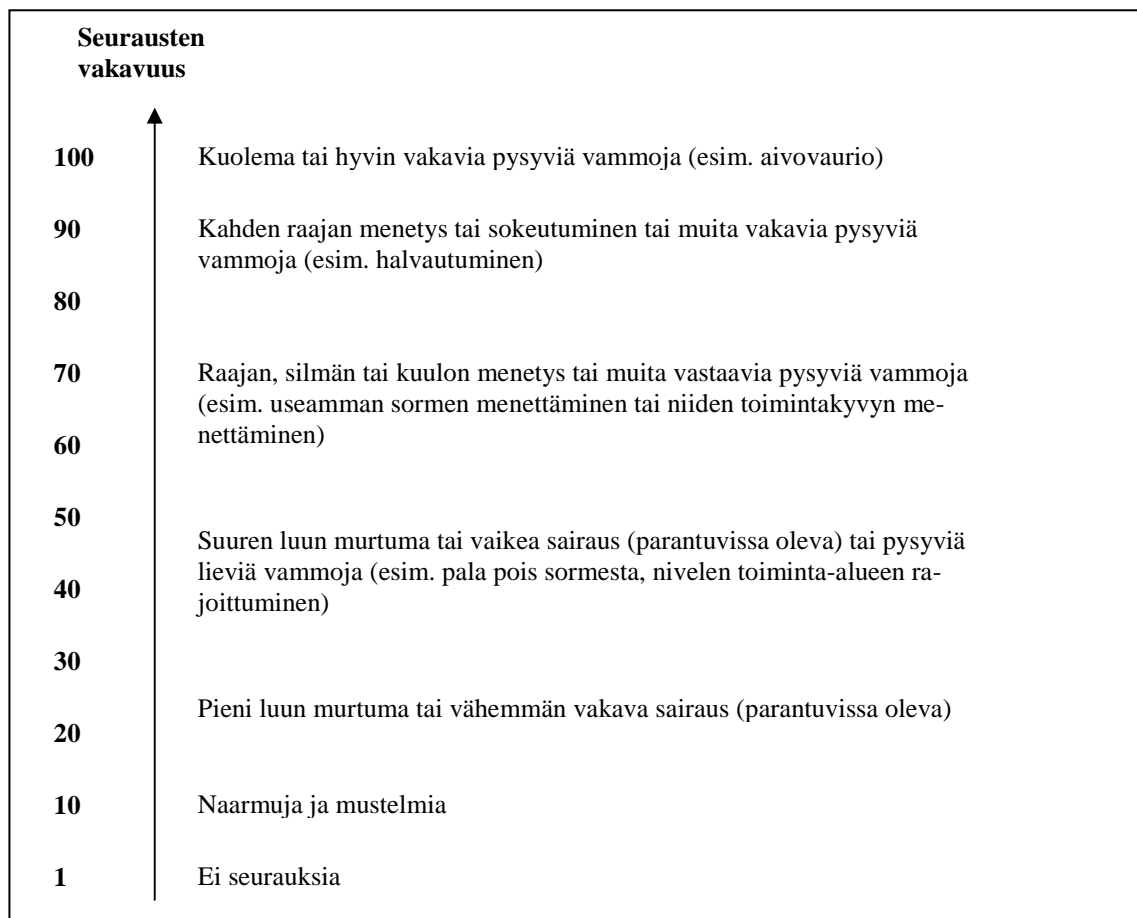 Seurausten
vakavuus
100 Kuolema tai hyvin vakavia pysyviä vammoja (esim. aivovaurio)
90 Kahden raajan menetys tai sokeutuminen tai muita vakavia pysyviä
vammoja (esim. halvautuminen)
80
70 Raajan, silmän tai kuulon menetys tai muita vastaavia pysyviä vammoja
(esim. useamman sormen menettäminen tai niiden toimintakyvyn me-
60 nettäminen)
50
Suuren luun murtuma tai vaikea sairaus (parantuvissa oleva) tai pysyviä
lieviä vammoja (esim. pala pois sormesta, nivelen toiminta-alueen ra-
40 joittuminen)
30
Pieni luun murtuma tai vähemmän vakava sairaus (parantuvissa oleva)
20
10 Naarmuja ja mustelmia
1 Ei seurauksia